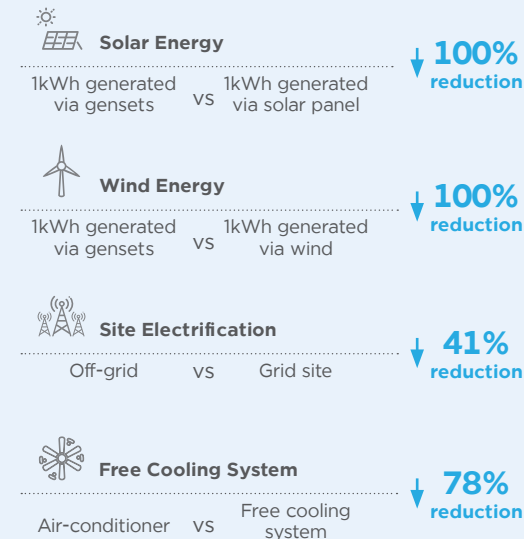 Solar Energy
100%
reduction
1kWh generated via gensets vs 1kWh generated via solar panel
Wind Energy
100%
reduction
1kWh generated via gensets vs 1kWh generated via wind
Site Electrification
41%
reduction
Off-grid vs Grid site
Free Cooling System
78%
reduction
Air-conditioner vs Free cooling system